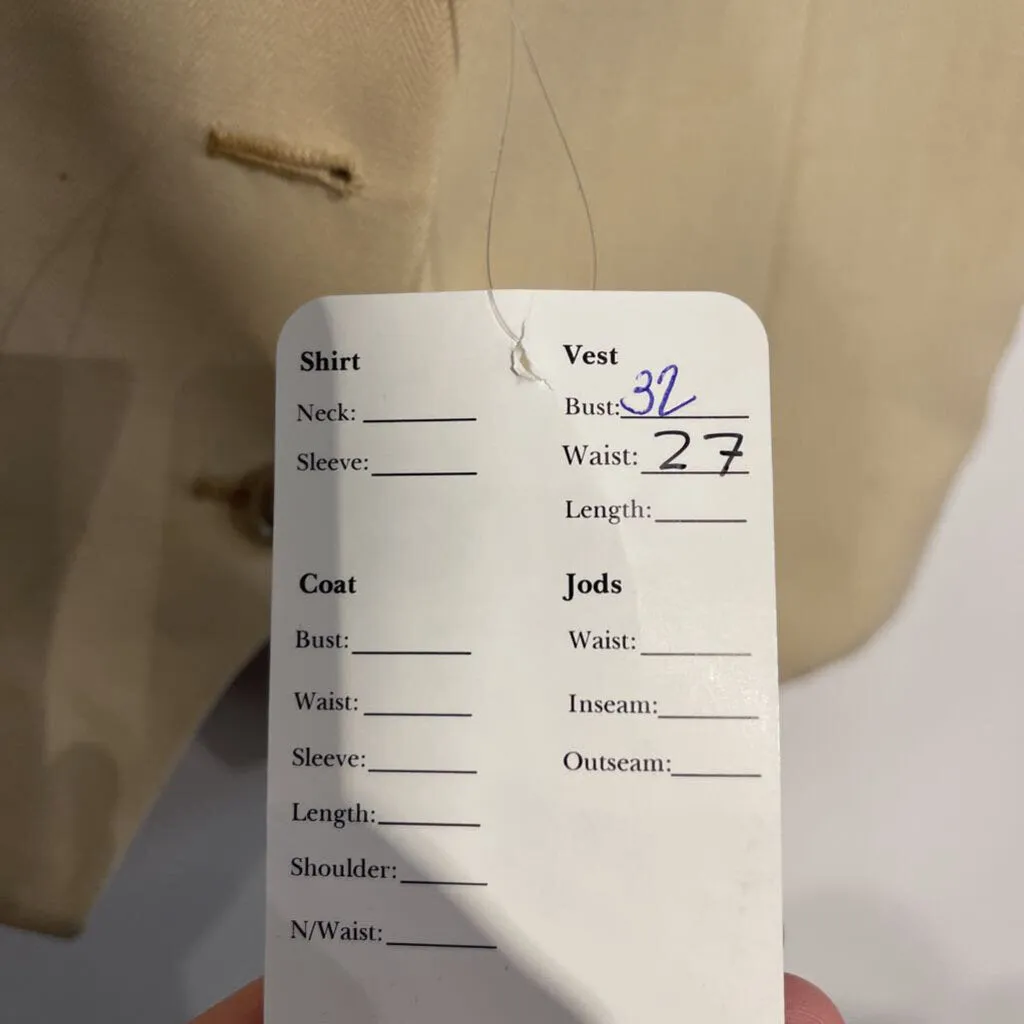 Shirt
Neck:
Sleeve:
Vest
Bust: 32
Waist: 27
Length:
Coat
Bust:
Waist:
Sleeve:
Length:
Shoulder:
N/Waist:
Jods
Waist:
Inseam:
Outseam: